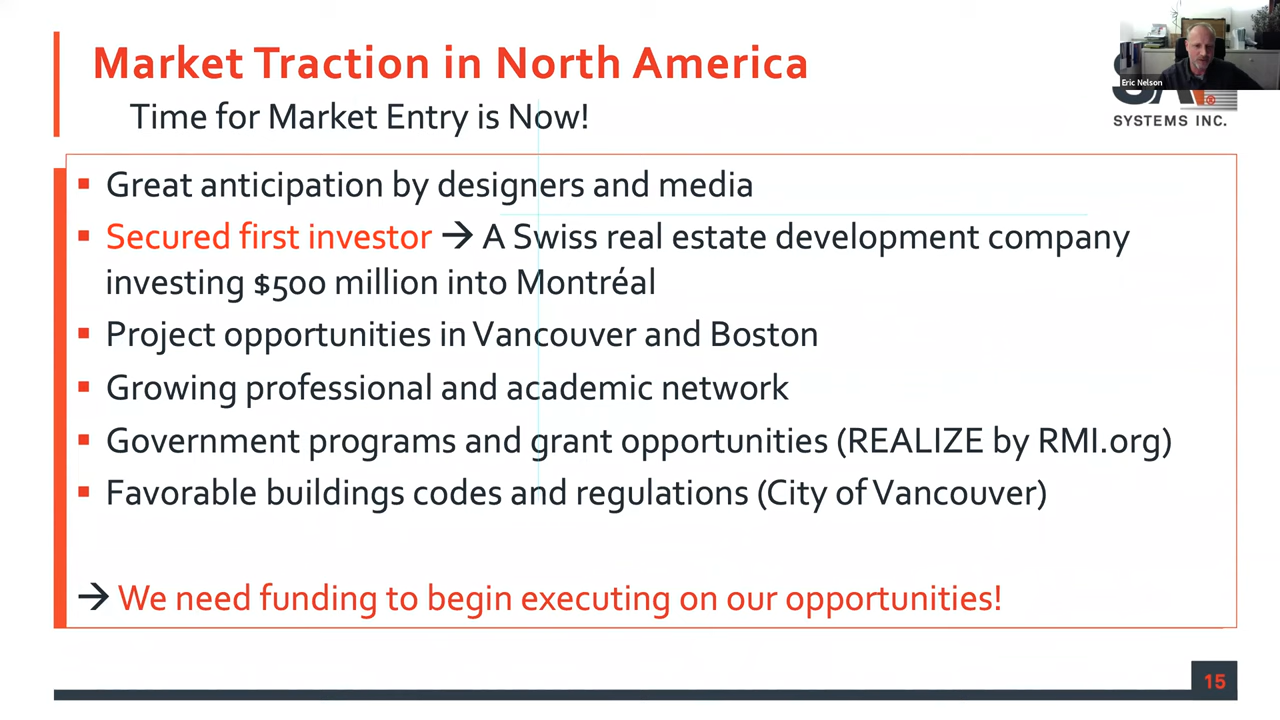 Market Traction in North America
Time for Market Entry is Now!
Eric Nelson
SYSTEMS INC.
▪ Great anticipation by designers and media
▪ Secured first investor → A Swiss real estate development company
investing $500 million into Montréal
▪ Project opportunities in Vancouver and Boston
▪ Growing professional and academic network
▪ Government programs and grant opportunities (REALIZE by RMI.org)
▪ Favorable buildings codes and regulations (City of Vancouver)
→ We need funding to begin executing on our opportunities!
15